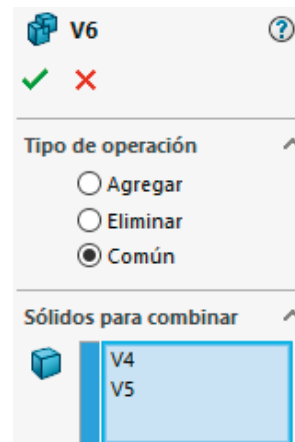 V6
?
Tipo de operación
Agregar
Eliminar
Común
Sólidos para combinar
V4
V5